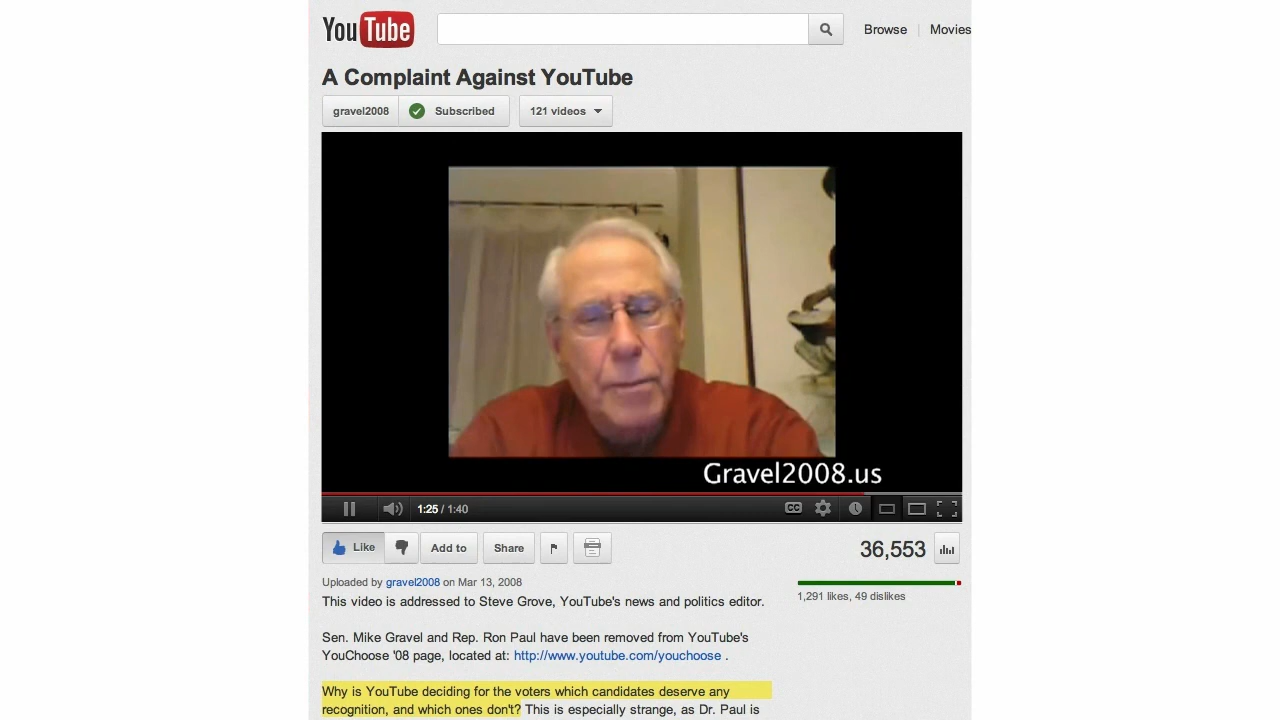 YouTube
Browse
Movies
A Complaint Against YouTube
gravel2008
Subscribed
121 videos
Gravel2008.us
1:25 / 1:40
CC
Like
Add to
Share
36,553
Uploaded by gravel2008 on Mar 13, 2008
1,291 likes, 49 dislikes
This video is addressed to Steve Grove, YouTube's news and politics editor.
Sen. Mike Gravel and Rep. Ron Paul have been removed from YouTube's
YouChoose '08 page, located at: http://www.youtube.com/youchoose .
Why is YouTube deciding for the voters which candidates deserve any
recognition, and which ones don't? This is especially strange, as Dr. Paul is